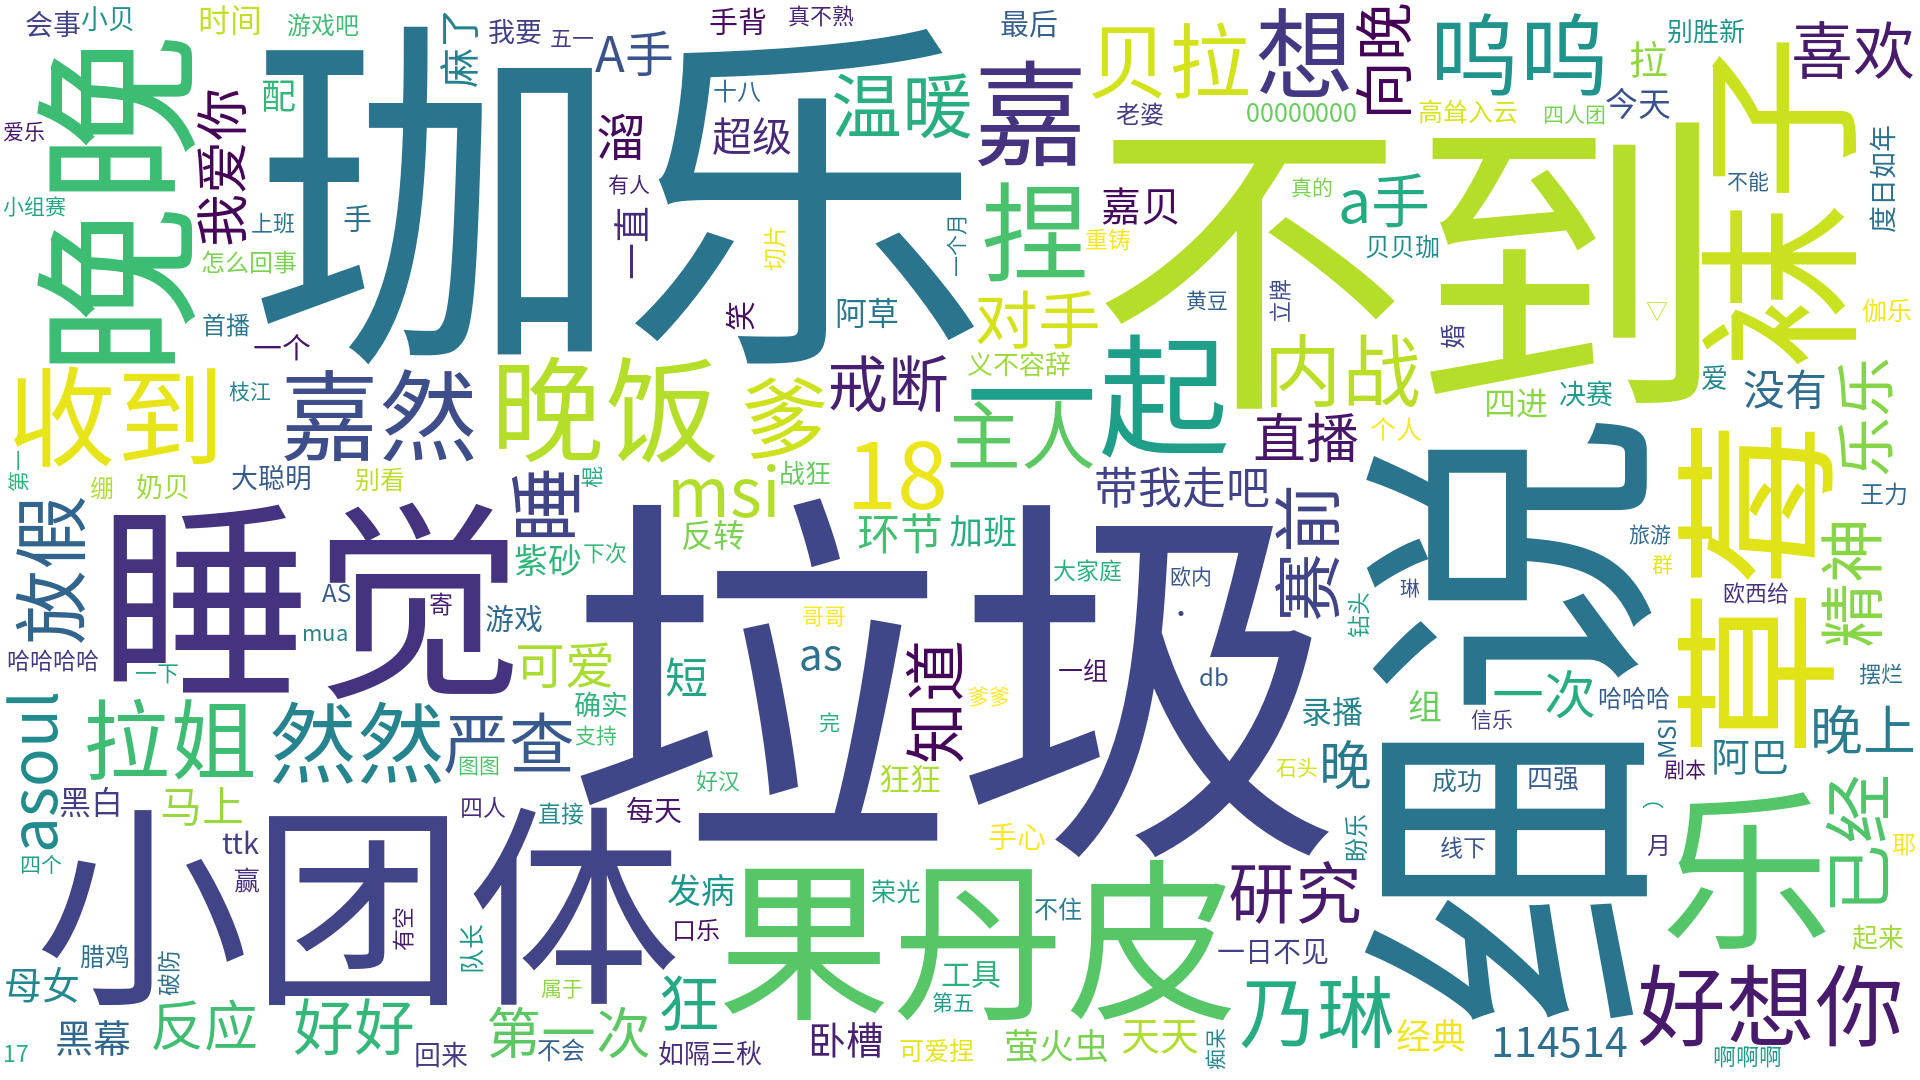 会事
小贝
时间
游戏吧
麻了
我要
五一
A手
手背
真不熟
最后
贝拉
想
向晚
呜呜
拉
别胜新
喜欢
晚晚
珈乐
配
十八
超级
温暖
嘉
老婆
00000000
高耸入云
四人团
今天
袜子
爱乐
我爱你
溜
有人
不到
真的
不能
度日如年
小组赛
上班
手
一直
切片
一个月
捏
嘉贝
重铸
a手
贝贝珈
怎么回事
首播
一个
笑
阿草
对手
黄豆
立牌
婚
▽
伽乐
收到
枝江
嘉然
晚饭
爹
戒断
义不容辞
一起
内战
四进
决赛
爱
没有
乐乐
第一
绷
奶贝
大聪明
别看
睡
棍
msi
战狂
18
主人
直播
个人
带我走吧
王力
放假
睡觉
紫砂
下次
反转
环节
加班
大家庭
欧内
赛前
细说
草莓
旅游
群
精神
欧西给
AS
寄
mua
游戏
哥哥
垃圾
·
钻头
琳
哈哈哈哈
一下
可爱
短
as
知道
一组
db
爹爹
asoul
拉姐
然然
严查
确实
支持
完
录播
组
一次
信乐
哈哈哈
摆烂
晚上
图图
好汉
狂狂
石头
晚
成功
四强
MSI
剧本
阿巴
黑白
马上
ttk
四人
直接
每天
手心
盼乐
线下
（
月
乐
已经
耶
四个
小团体
赢
有空
发病
果丹皮
荣光
不住
研究
口乐
队长
腊鸡
破防
母女
属于
狂
工具
第五
一日不见
乃琳
起来
好想你
黑幕
反应
好好
第一次
不会
卧槽
可爱捏
萤火虫
天天
痴呆
经典
114514
17
回来
如隔三秋
啊啊啊